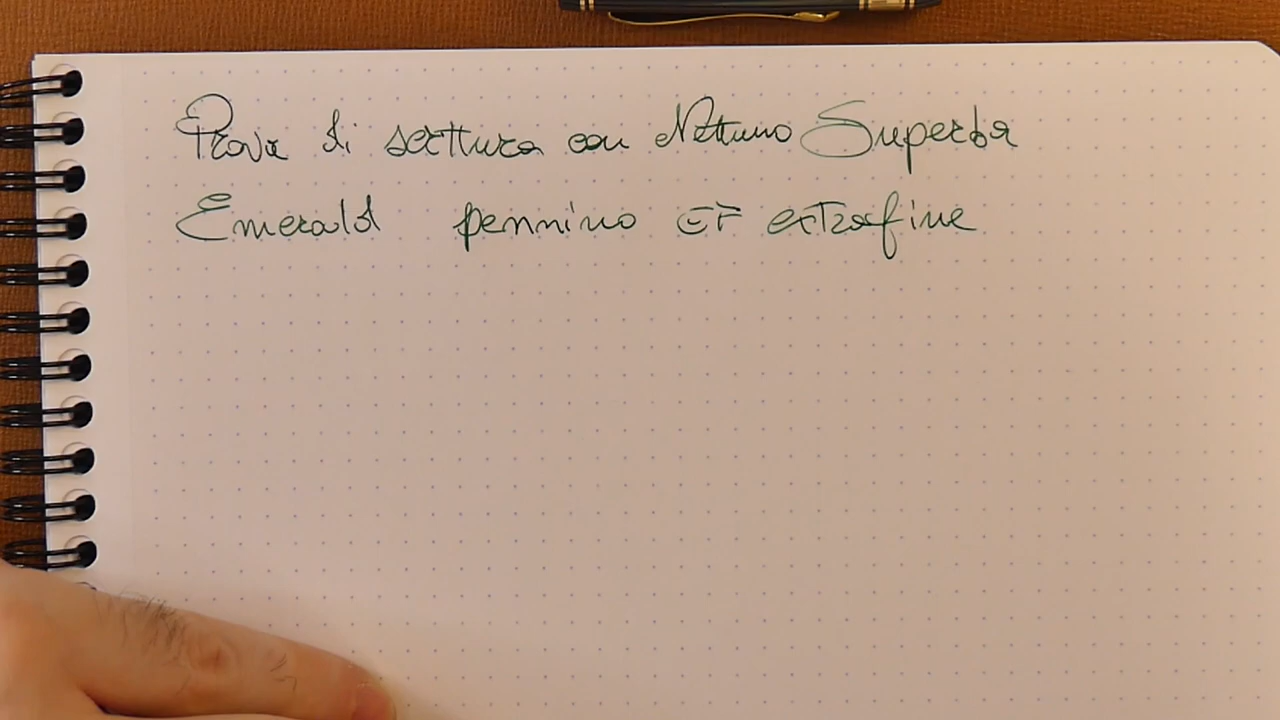 Prova di scrittura con Nettuno Superba
Emerald pennino EF extrafine